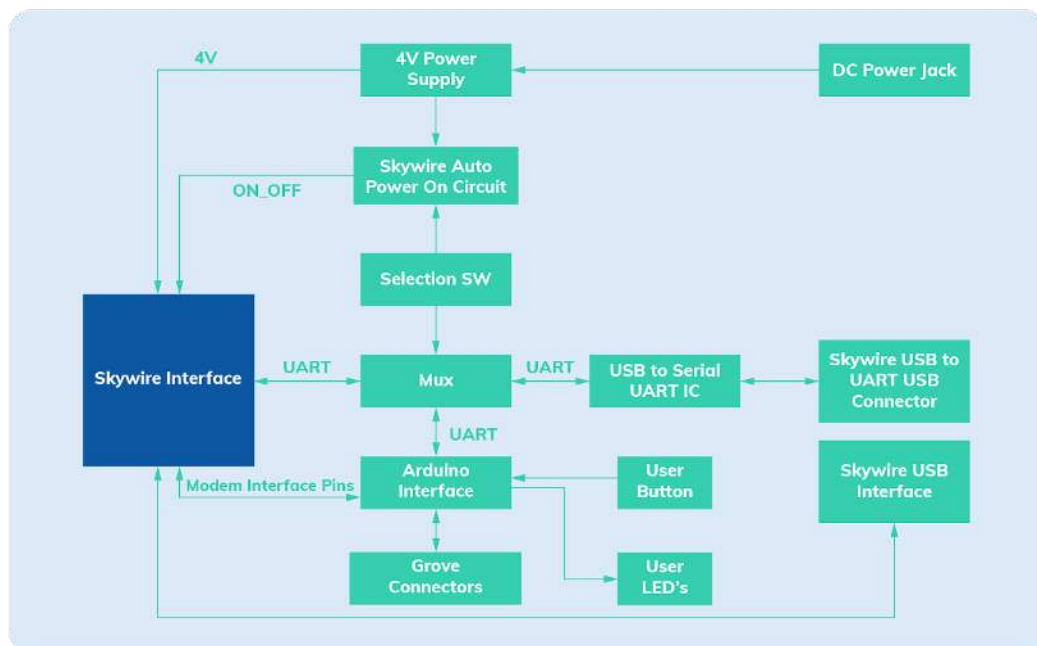 4V
4V Power
Supply
DC Power Jack
Skywire Auto
Power On Circuit
ON_OFF
Selection SW
Skywire Interface
UART
Mux
UART
USB to Serial
UART IC
Skywire USB to
UART USB
Connector
UART
Modem Interface Pins
Arduino
Interface
User
Button
Skywire USB
Interface
Grove
Connectors
User
LED's